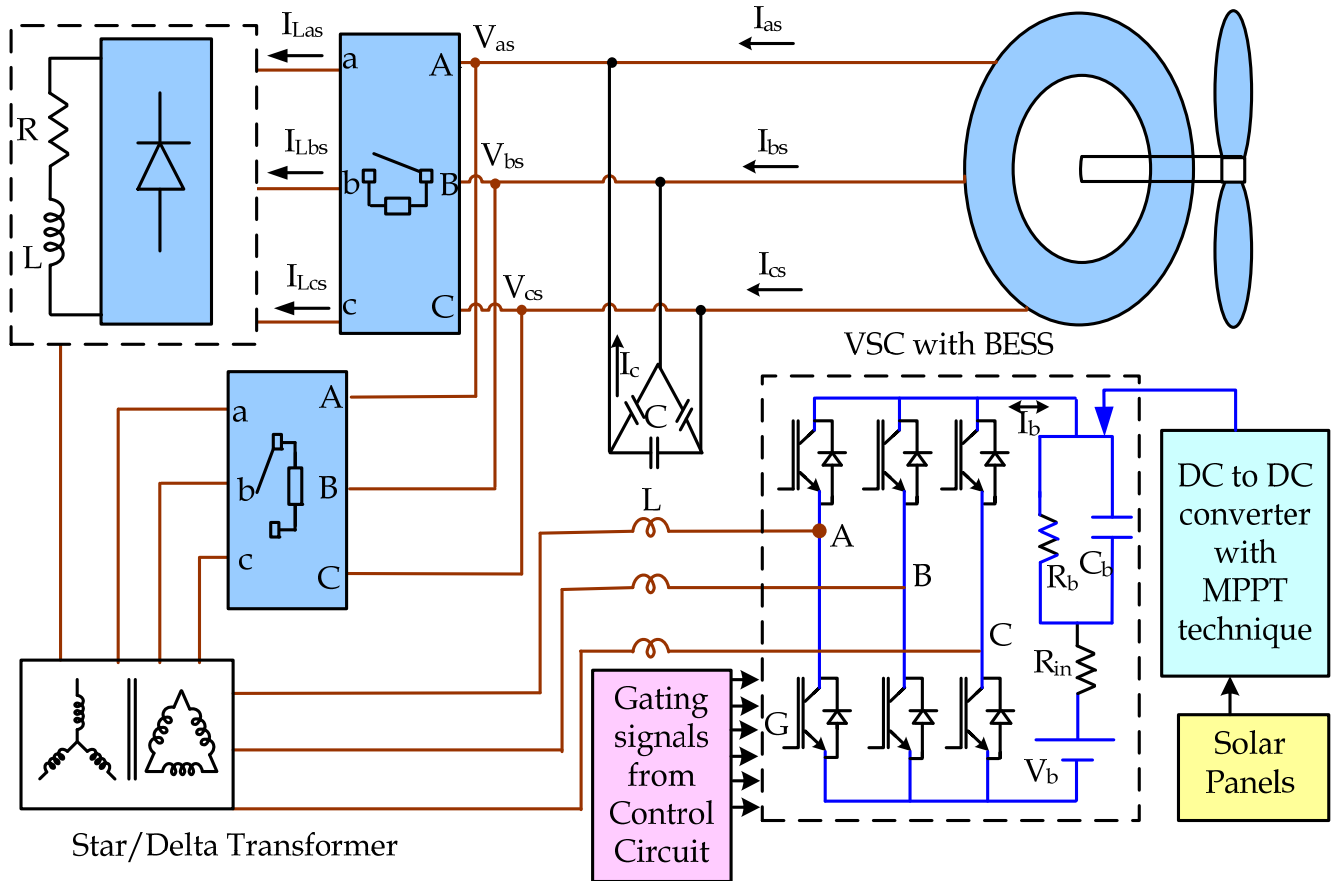 I_Las
V_as
I_as
a
A
R
I_Lbs
V_bs
I_bs
b
B
L
I_Lcs
V_cs
I_cs
c
C
VSC with BESS
I_c
C
I_b
a
A
b
B
c
C
L
A
B
C
R_b
C_b
R_in
V_b
G
DC to DC
converter
with
MPPT
technique
Gating
signals
from
Control
Circuit
Solar
Panels
Star/Delta Transformer